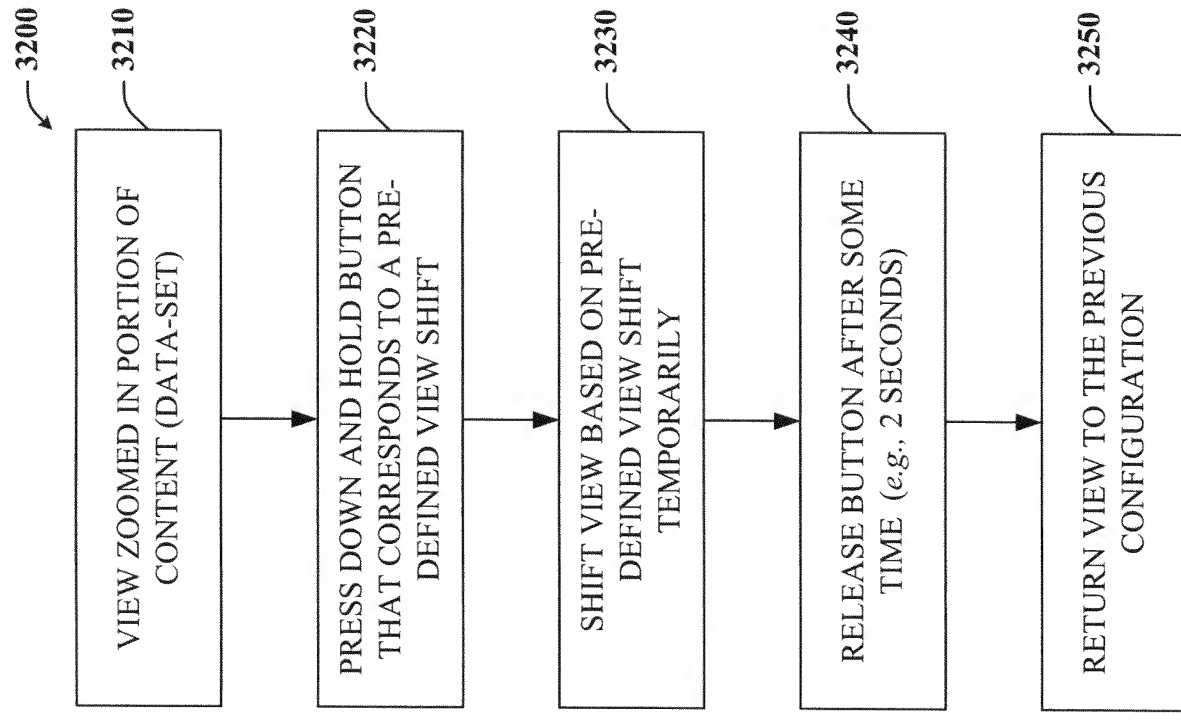 3200
3210
VIEW ZOOMED IN PORTION OF
CONTENT (DATA-SET)
3220
PRESS DOWN AND HOLD BUTTON
THAT CORRESPONDS TO A PRE-
DEFINED VIEW SHIFT
3230
SHIFT VIEW BASED ON PRE-
DEFINED VIEW SHIFT
TEMPORARILY
3240
RELEASE BUTTON AFTER SOME
TIME (e.g., 2 SECONDS)
3250
RETURN VIEW TO THE PREVIOUS
CONFIGURATION